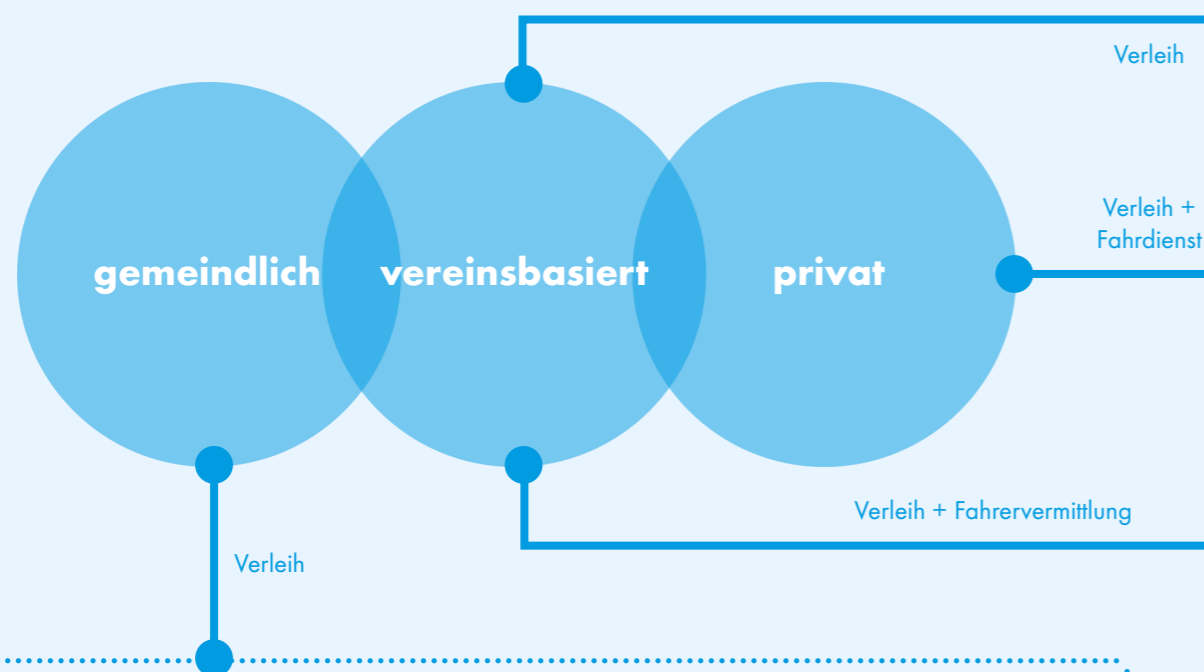 Verleih
Verleih +
Fahrdienst
gemeindlich
vereinsbasiert
privat
Verleih + Fahrervermittlung
Verleih